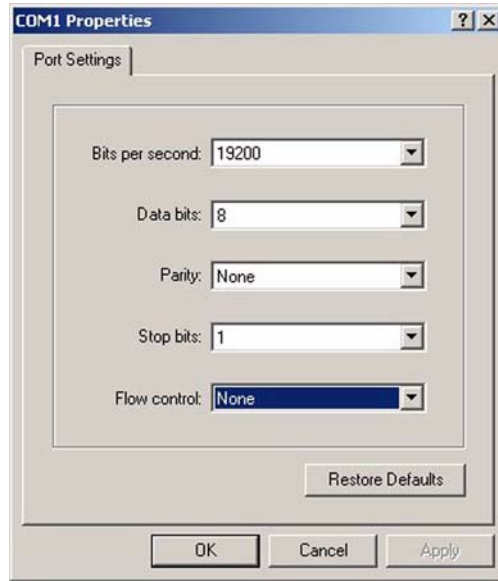 COM1 Properties
Port Settings
Bits per second: 19200
Data bits: 8
Parity: None
Stop bits: 1
Flow control: None
Restore Defaults
OK Cancel Apply